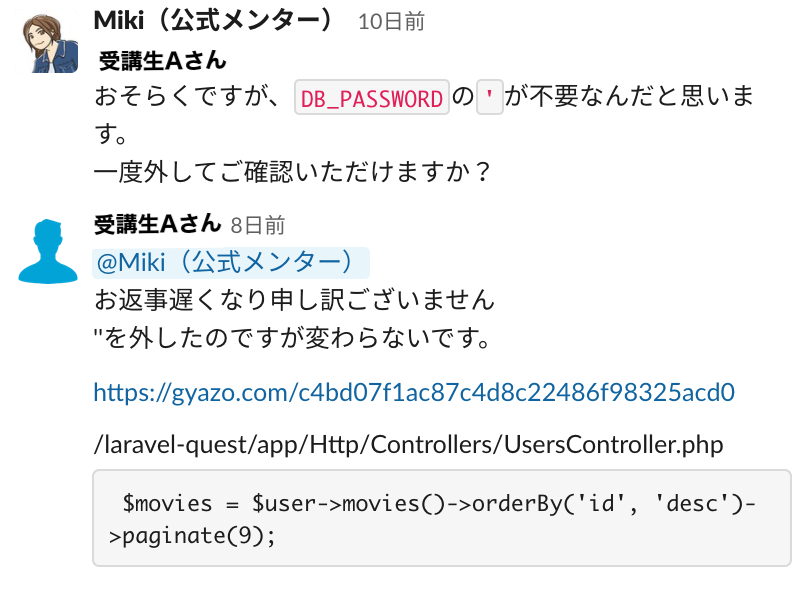 Miki（公式メンター） 10日前
受講生Aさん
おそらくですが、DB_PASSWORDの'が不要なんだと思いま
す。
一度外してご確認いただけますか？
受講生Aさん 8日前
@Miki（公式メンター）
お返事遅くなり申し訳ございません
''を外したのですが変わらないです。
https://gyazo.com/c4bd07f1ac87c4d8c22486f98325acd0
/laravel-quest/app/Http/Controllers/UsersController.php
$movies = $user->movies()->orderBy('id', 'desc')-
>paginate(9);